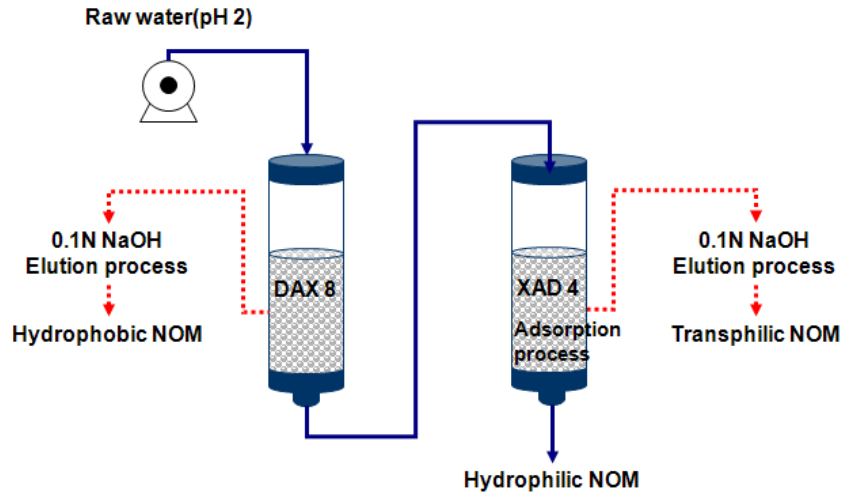 Raw water(pH 2)
0.1N NaOH
Elution process
Hydrophobic NOM
DAX 8
XAD 4
Adsorption
process
0.1N NaOH
Elution process
Transphilic NOM
Hydrophilic NOM